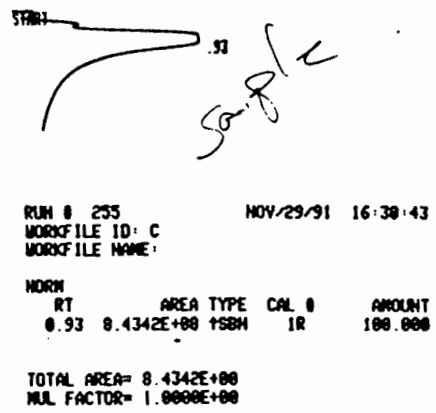 START
.93
Sample
RUN # 255 NOV/29/91 16:38:43
WORKFILE ID: C
WORKFILE NAME:
NORM
RT AREA TYPE CAL # AMOUNT
0.93 8.4342E+08 ↑SBH 1R 100.000
TOTAL AREA= 8.4342E+08
MUL FACTOR= 1.0000E+00